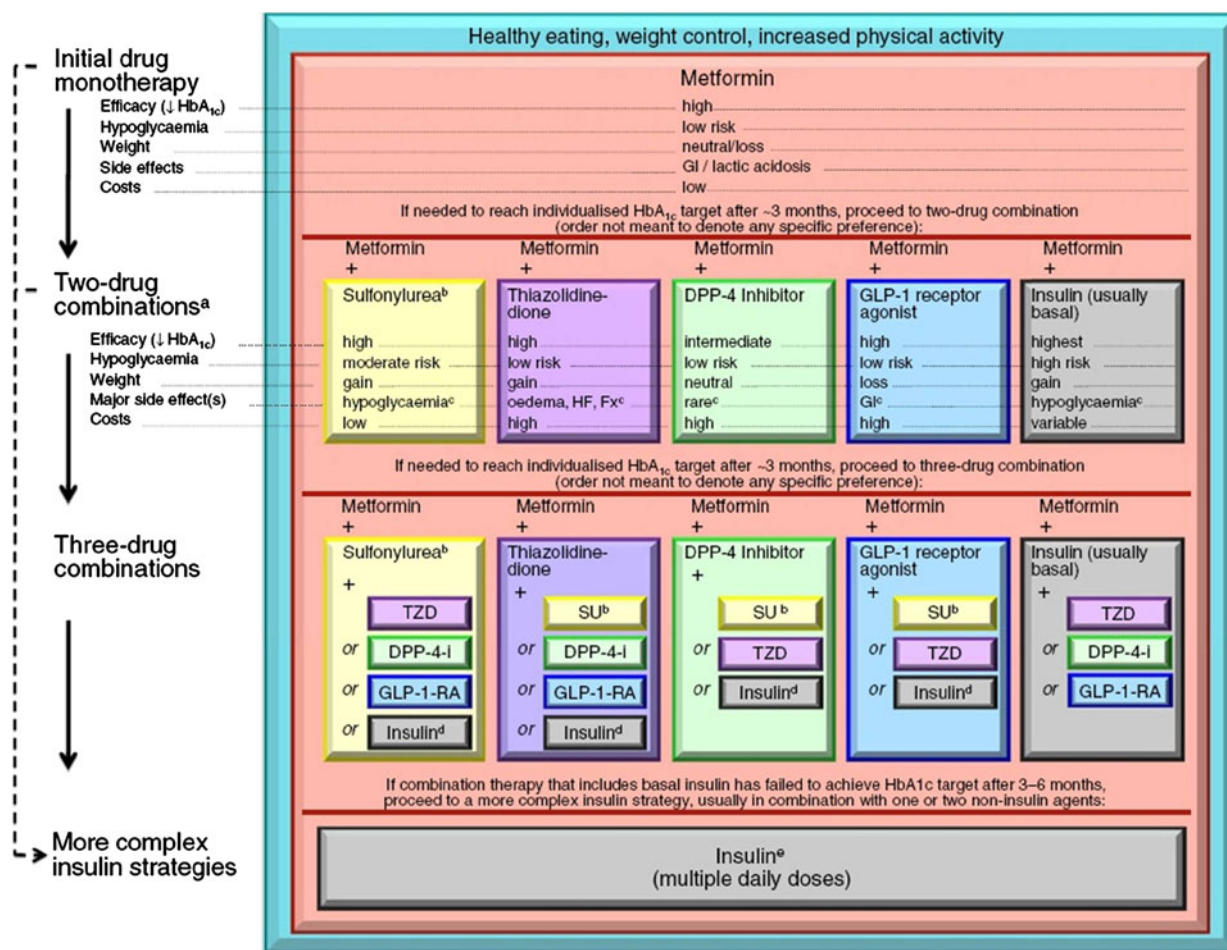 Healthy eating, weight control, increased physical activity
Initial drug
monotherapy
Metformin
Efficacy (↓ HbA1c) high
Hypoglycaemia low risk
Weight neutral/loss
Side effects GI / lactic acidosis
Costs low
If needed to reach individualised HbA1c target after ~3 months, proceed to two-drug combination
(order not meant to denote any specific preference):
Metformin Metformin Metformin Metformin Metformin
+ + + + +
Two-drug
combinationsa
Sulfonylureab Thiazolidine- DPP-4 Inhibitor GLP-1 receptor Insulin (usually
dione agonist basal)
Efficacy (↓ HbA1c) high high intermediate high highest
Hypoglycaemia moderate risk low risk low risk low risk high risk
Weight gain gain neutral loss gain
Major side effect(s) hypoglycaemiac oedema, HF, Fxc rarec GIc hypoglycaemiac
Costs low high high high variable
If needed to reach individualised HbA1c target after ~3 months, proceed to three-drug combination
(order not meant to denote any specific preference):
Metformin Metformin Metformin Metformin Metformin
+ + + + +
Three-drug
combinations
Sulfonylureab Thiazolidine- DPP-4 Inhibitor GLP-1 receptor Insulin (usually
dione agonist basal)
+ + + + +
TZD SUb SUb SUb TZD
or DPP-4-i or DPP-4-i or TZD or TZD or DPP-4-i
or GLP-1-RA or GLP-1-RA or Insulind or Insulind or GLP-1-RA
or Insulind or Insulind
If combination therapy that includes basal insulin has failed to achieve HbA1c target after 3–6 months,
proceed to a more complex insulin strategy, usually in combination with one or two non-insulin agents:
More complex
insulin strategies
Insuline
(multiple daily doses)